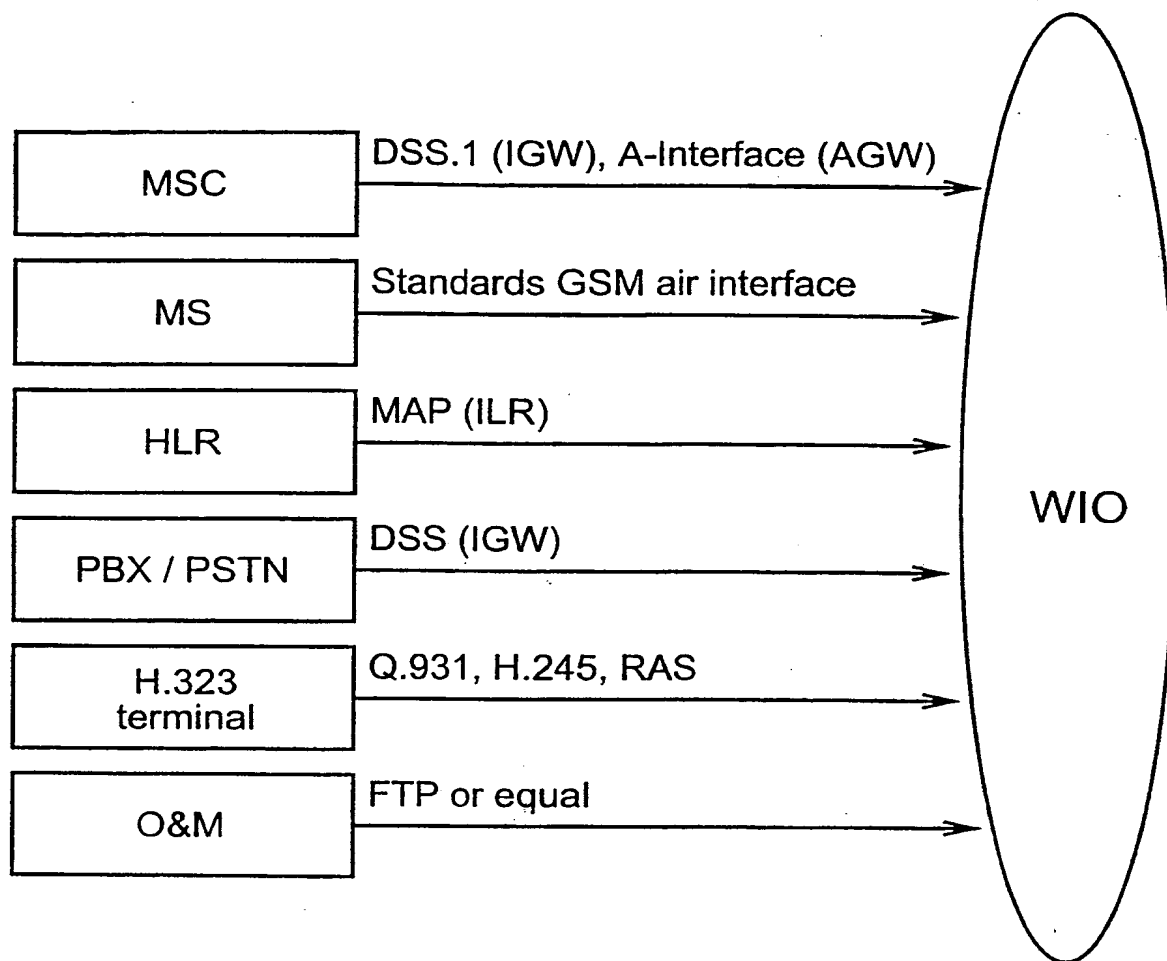 DSS.1 (IGW), A-Interface (AGW)
MSC
Standards GSM air interface
MS
MAP (ILR)
HLR
WIO
DSS (IGW)
PBX / PSTN
Q.931, H.245, RAS
H.323
terminal
FTP or equal
O&M